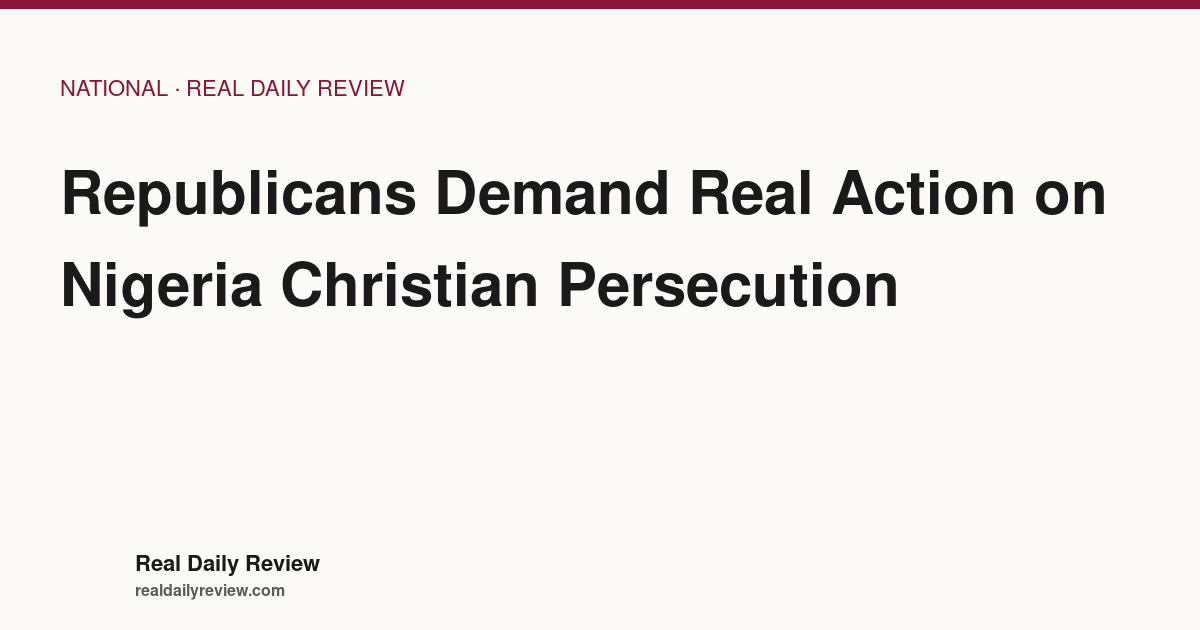 NATIONAL · REAL DAILY REVIEW
Republicans Demand Real Action on
Nigeria Christian Persecution
Real Daily Review
realdailyreview.com